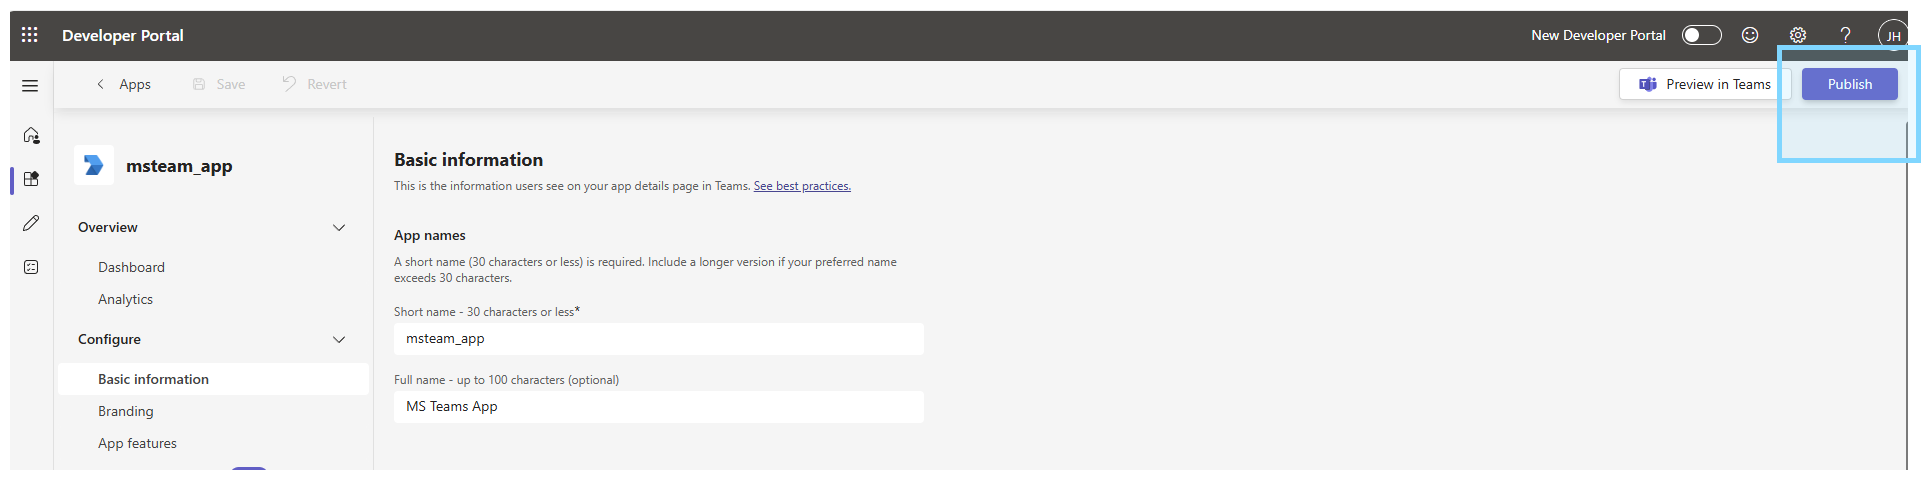 Developer Portal
New Developer Portal
JH
Apps
Save
Revert
Preview in Teams
Publish
msteam_app
Overview
Dashboard
Analytics
Configure
Basic information
Branding
App features
Basic information
This is the information users see on your app details page in Teams. See best practices.
App names
A short name (30 characters or less) is required. Include a longer version if your preferred name
exceeds 30 characters.
Short name - 30 characters or less*
msteam_app
Full name - up to 100 characters (optional)
MS Teams App